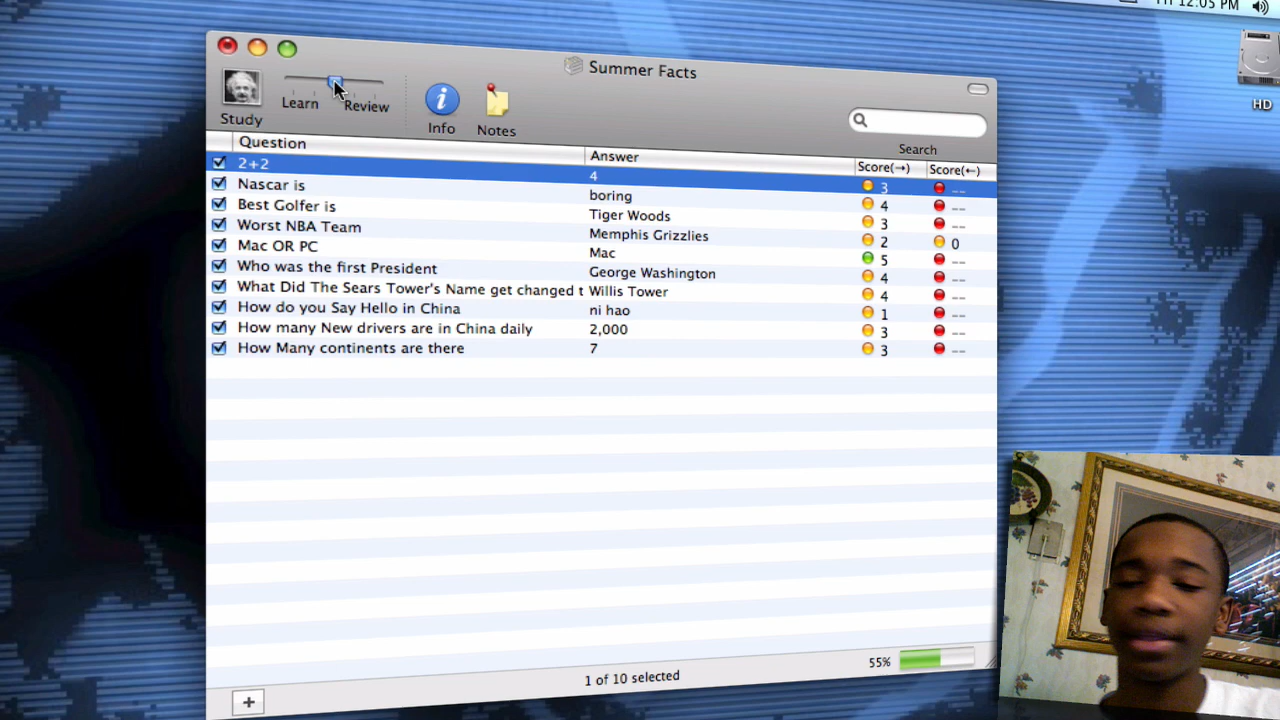 Fri 12:05 PM
HD
Summer Facts
Study
Learn Review
Info
Notes
Search
Question Answer Score(→) Score(←)
2+2 4 3 --
Nascar is boring 4 --
Best Golfer is Tiger Woods 3 --
Worst NBA Team Memphis Grizzlies 2 0
Mac OR PC Mac 5 --
Who was the first President George Washington 4 --
What Did The Sears Tower's Name get changed t Willis Tower 4 --
How do you Say Hello in China ni hao 1 --
How many New drivers are in China daily 2,000 3 --
How Many continents are there 7 3 --
1 of 10 selected
55%